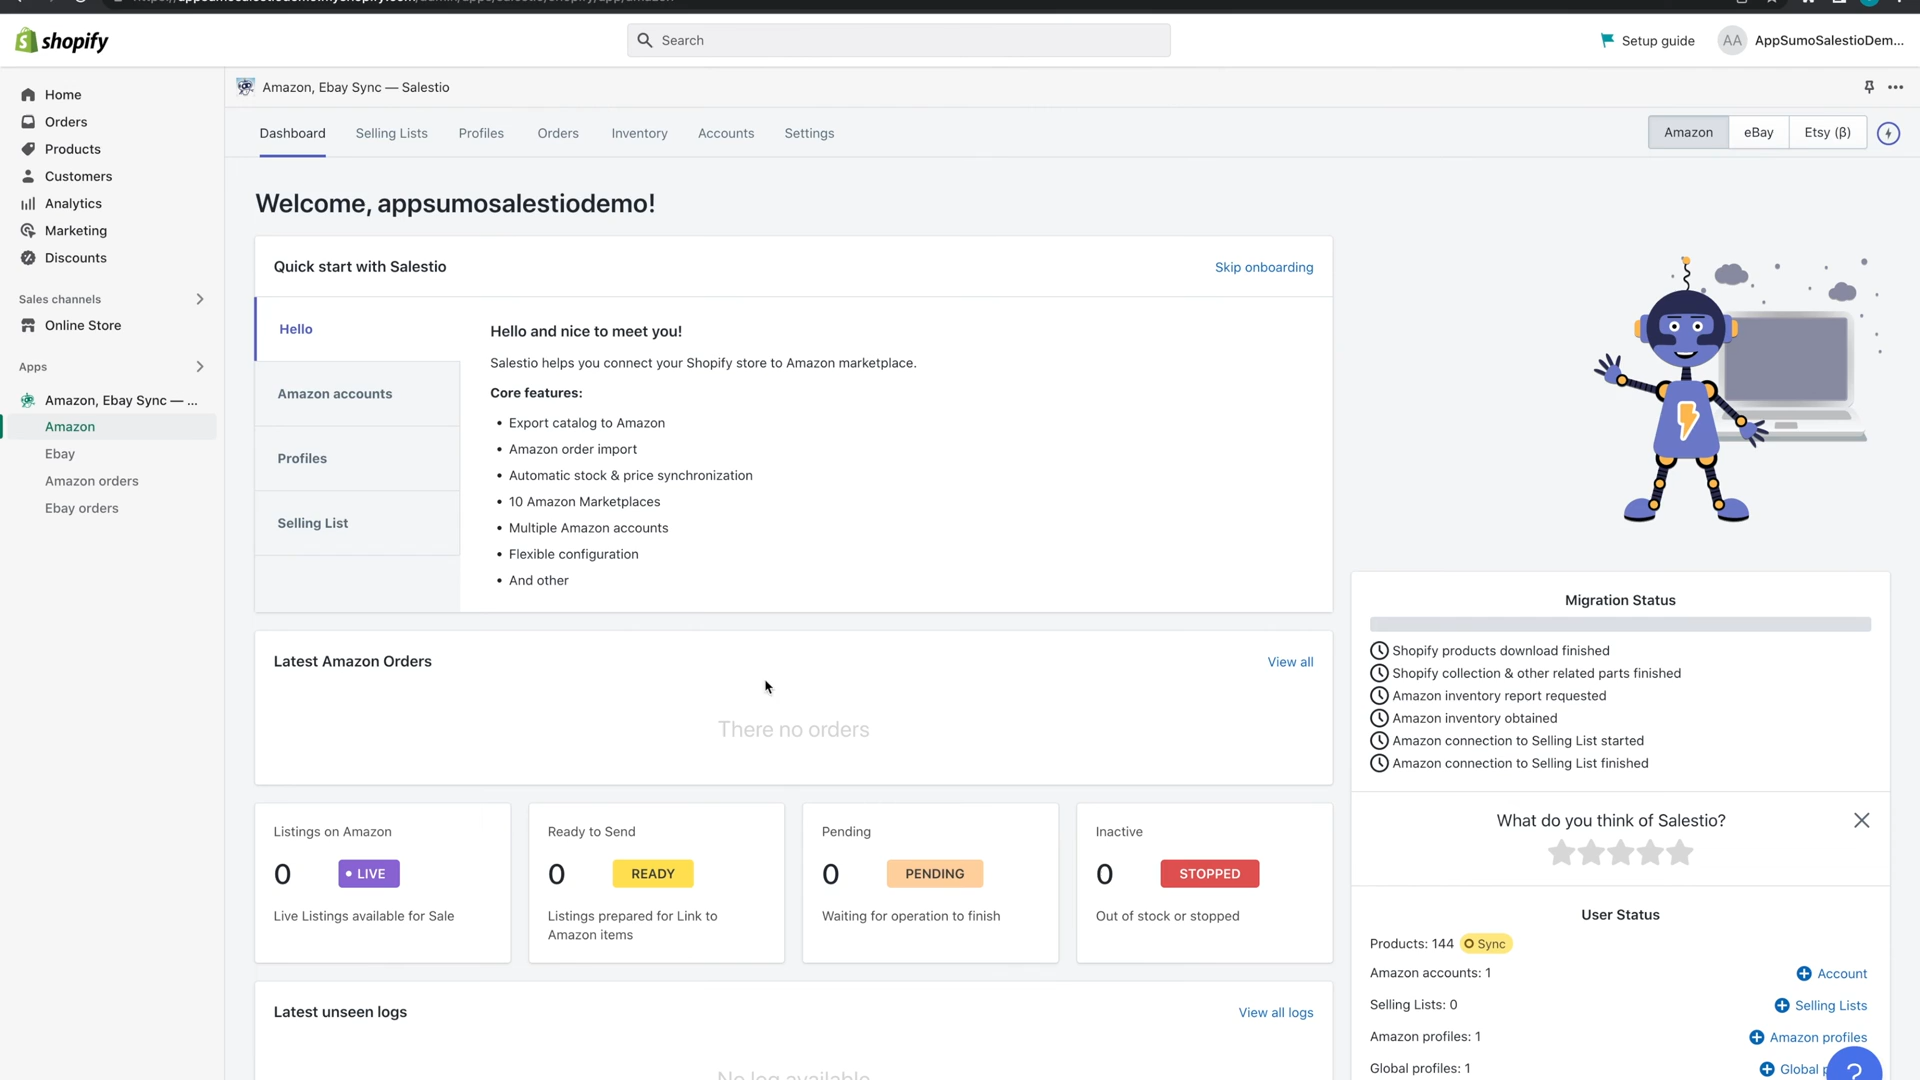 shopify
Search
Setup guide
AA
AppSumoSalestioDem...
Home
Orders
Products
Customers
Analytics
Marketing
Discounts
Sales channels
Online Store
Apps
Amazon, Ebay Sync — ...
Amazon
Ebay
Amazon orders
Ebay orders
Amazon, Ebay Sync — Salestio
Dashboard Selling Lists Profiles Orders Inventory Accounts Settings
Amazon eBay Etsy (β)
Welcome, appsumosalestiodemo!
Quick start with Salestio
Skip onboarding
Hello
Amazon accounts
Profiles
Selling List
Hello and nice to meet you!
Salestio helps you connect your Shopify store to Amazon marketplace.
Core features:
• Export catalog to Amazon
• Amazon order import
• Automatic stock & price synchronization
• 10 Amazon Marketplaces
• Multiple Amazon accounts
• Flexible configuration
• And other
Latest Amazon Orders
View all
There no orders
Listings on Amazon
0 • LIVE
Live Listings available for Sale
Ready to Send
0 READY
Listings prepared for Link to
Amazon items
Pending
0 PENDING
Waiting for operation to finish
Inactive
0 STOPPED
Out of stock or stopped
Latest unseen logs
View all logs
No log available
Migration Status
Shopify products download finished
Shopify collection & other related parts finished
Amazon inventory report requested
Amazon inventory obtained
Amazon connection to Selling List started
Amazon connection to Selling List finished
What do you think of Salestio?
User Status
Products: 144 Sync
Amazon accounts: 1 Account
Selling Lists: 0 Selling Lists
Amazon profiles: 1 Amazon profiles
Global profiles: 1 Global
?